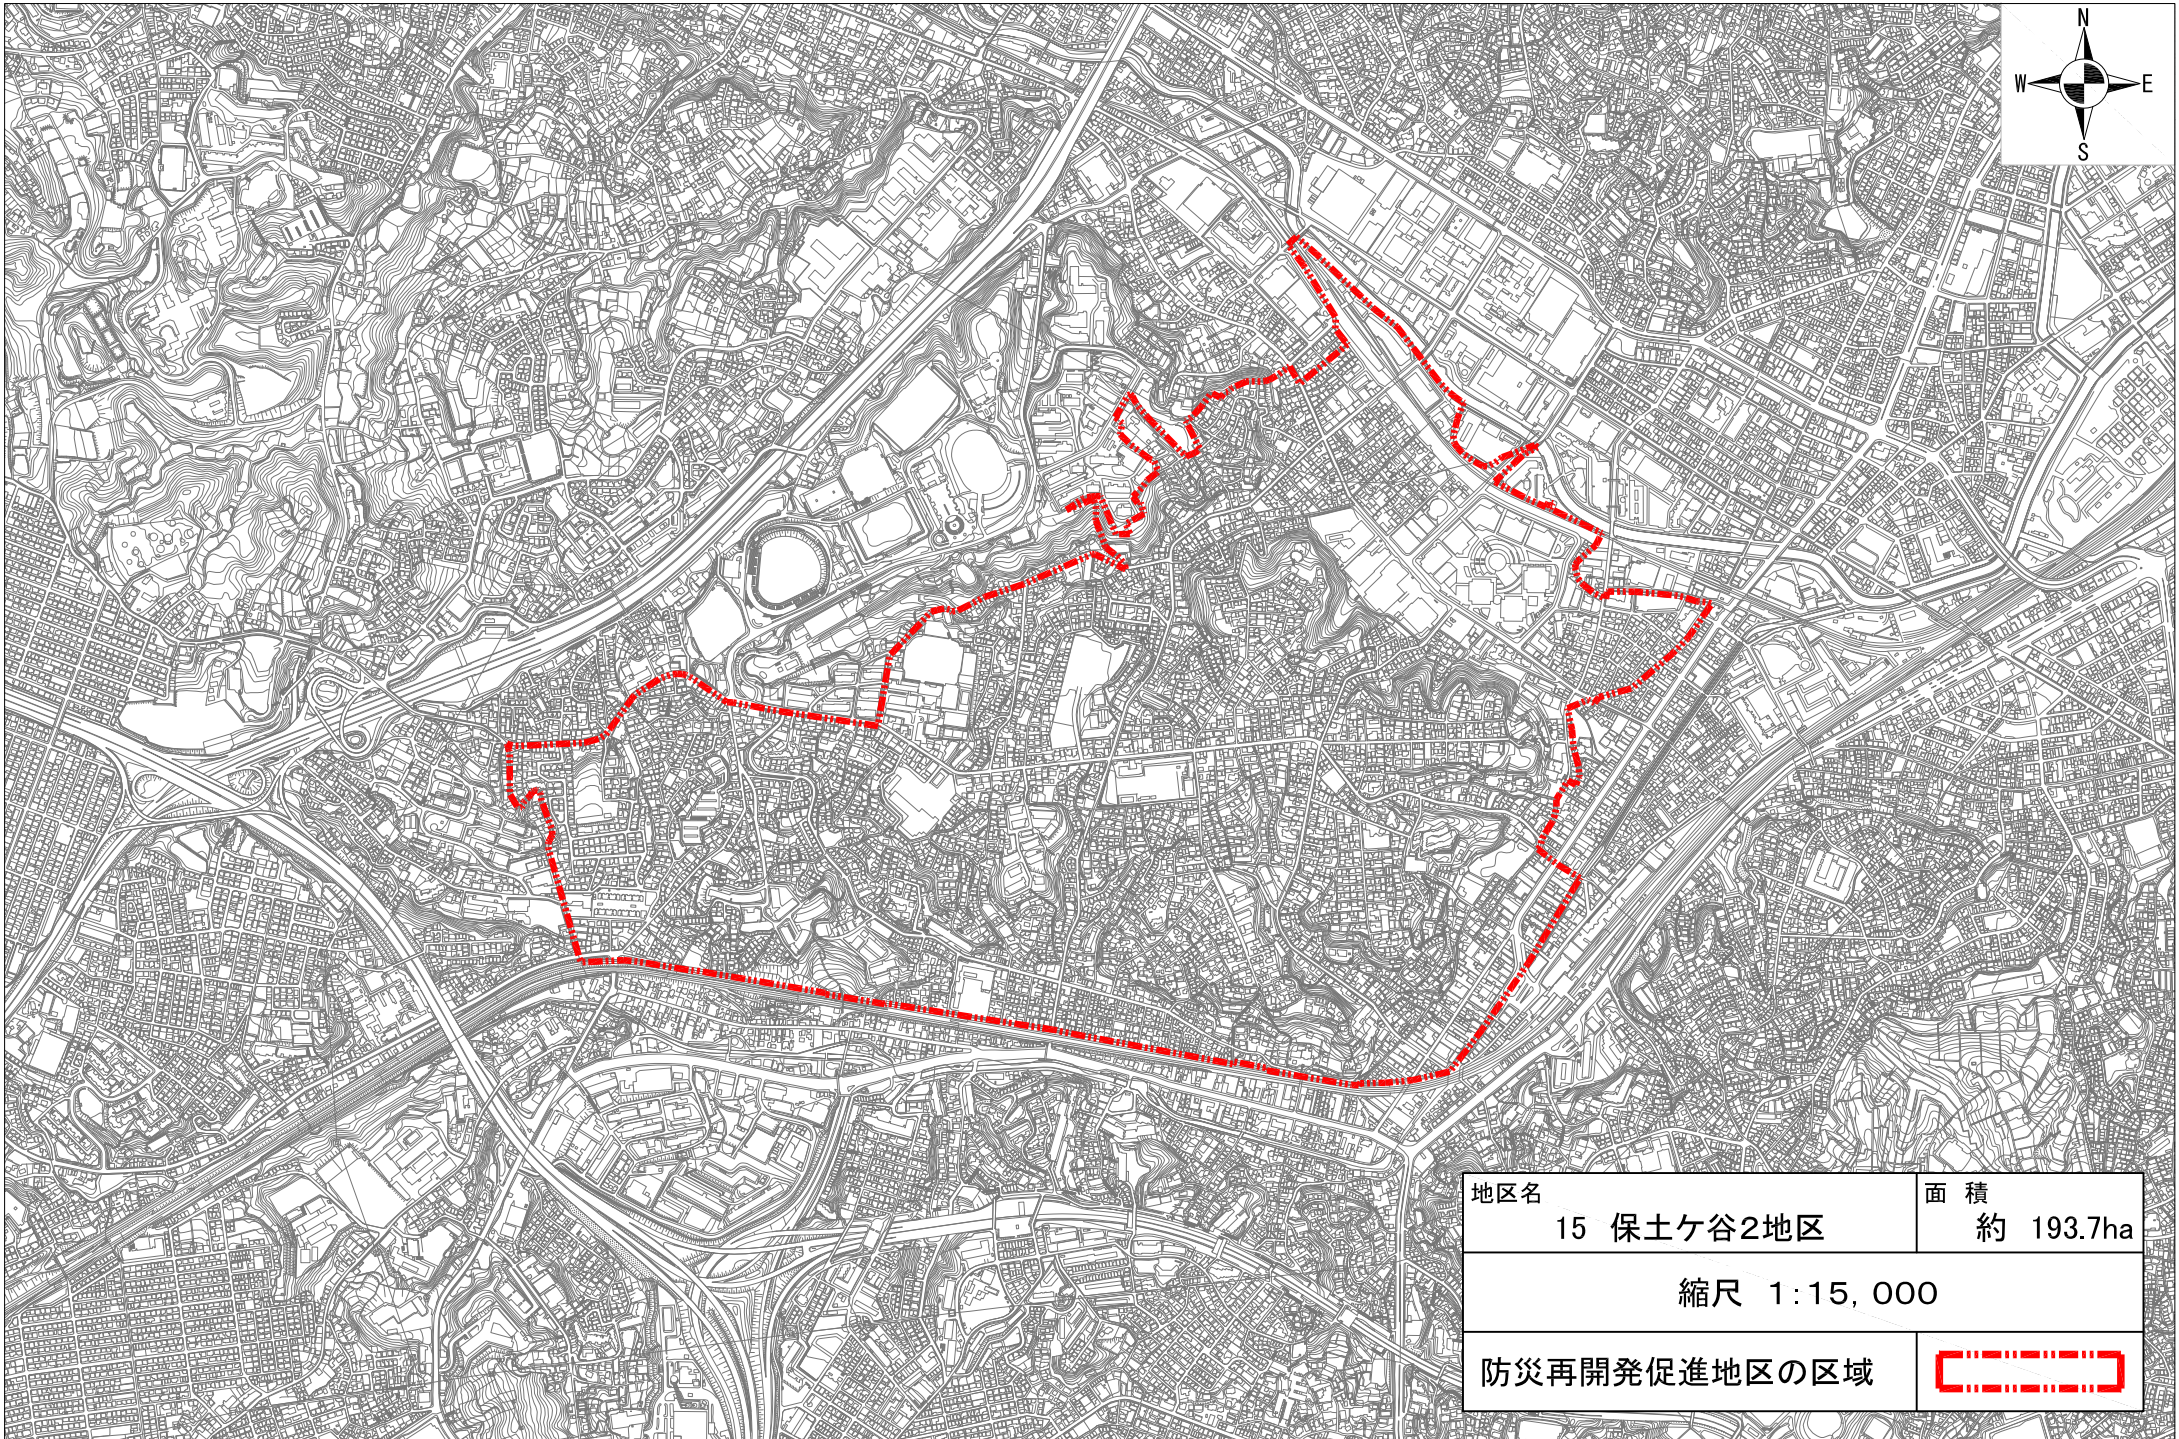 N
W E
S
地区名
15 保土ケ谷2地区
面 積
約 193.7ha
縮尺 1:15,000
防災再開発促進地区の区域